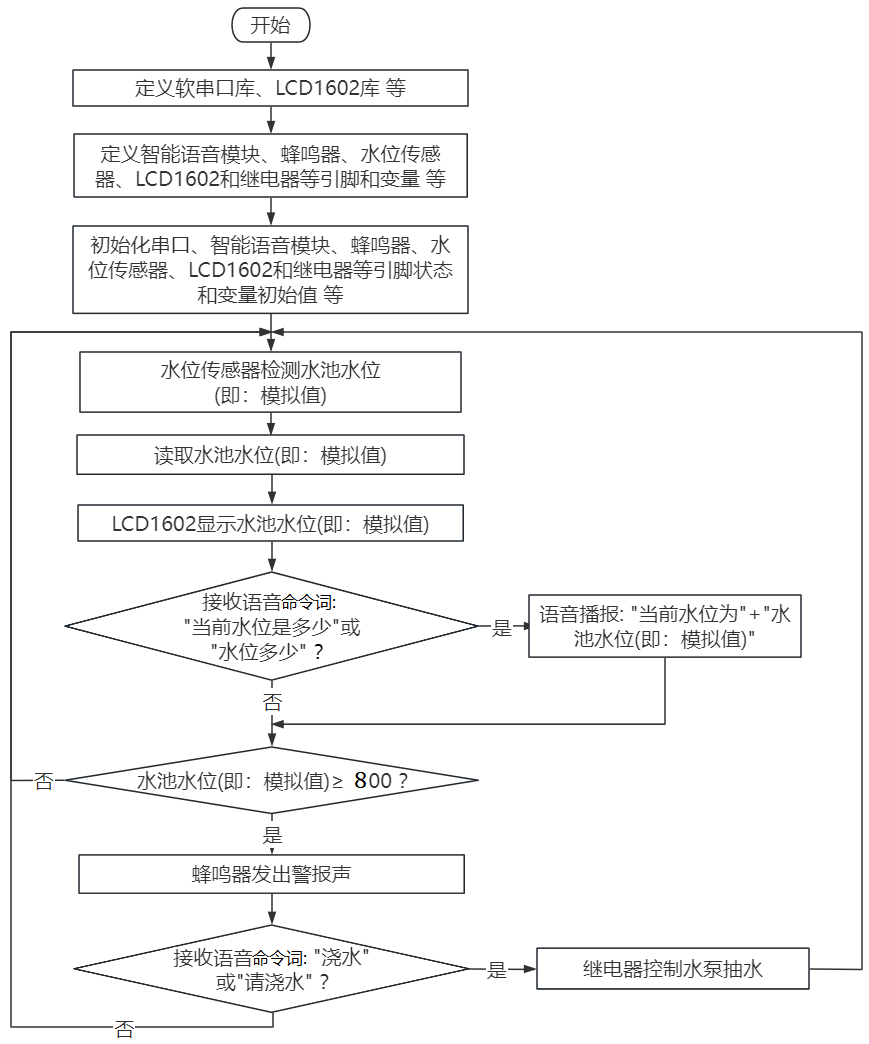 开始
定义软串口库、LCD1602库 等
定义智能语音模块、蜂鸣器、水位传感
器、LCD1602和继电器等引脚和变量 等
初始化串口、智能语音模块、蜂鸣器、水
位传感器、LCD1602和继电器等引脚状态
和变量初始值 等
水位传感器检测水池水位
(即：模拟值)
读取水池水位(即：模拟值)
LCD1602显示水池水位(即：模拟值)
接收语音命令词:
"当前水位是多少"或
"水位多少" ？
是
语音播报: "当前水位为"+"水
池水位(即：模拟值)"
否
水池水位(即：模拟值)≥ 800 ？
否
是
蜂鸣器发出警报声
接收语音命令词: "浇水"
或"请浇水" ？
是
继电器控制水泵抽水
否